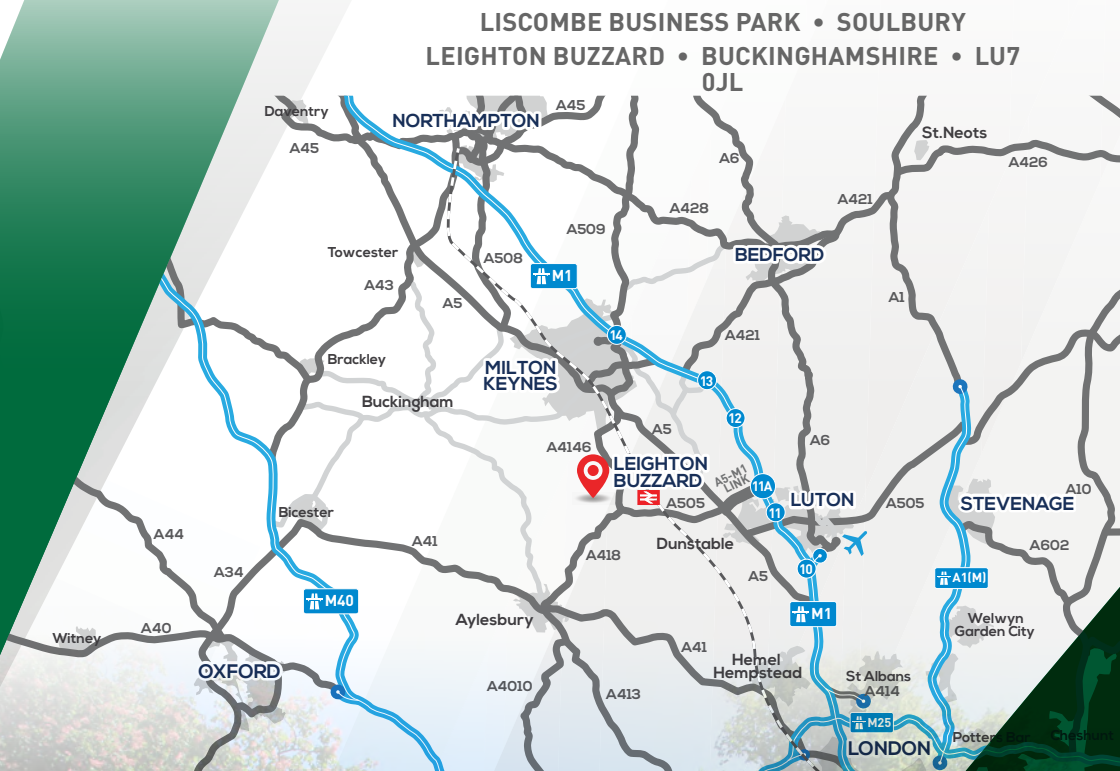 LISCOMBE BUSINESS PARK • SOULBURY
LEIGHTON BUZZARD • BUCKINGHAMSHIRE • LU7
0JL
Daventry
NORTHAMPTON
A45
A45
A6
St.Neots
A426
A421
A428
A509
Towcester
A508
BEDFORD
M1
A43
A5
A1
14
A421
Brackley
MILTON
KEYNES
13
Buckingham
12
A5
A6
A4146
LEIGHTON
BUZZARD
A5-M1
LINK
11A
LUTON
A505
A505
11
STEVENAGE
A10
Bicester
A44
A41
Dunstable
A418
A602
A34
A5
10
A1(M)
M40
M1
Aylesbury
Witney
A40
Welwyn
Garden City
A41
OXFORD
Hemel
Hempstead
St Albans
A414
A4010
A413
M25
LONDON
Potters Bar
Cheshunt